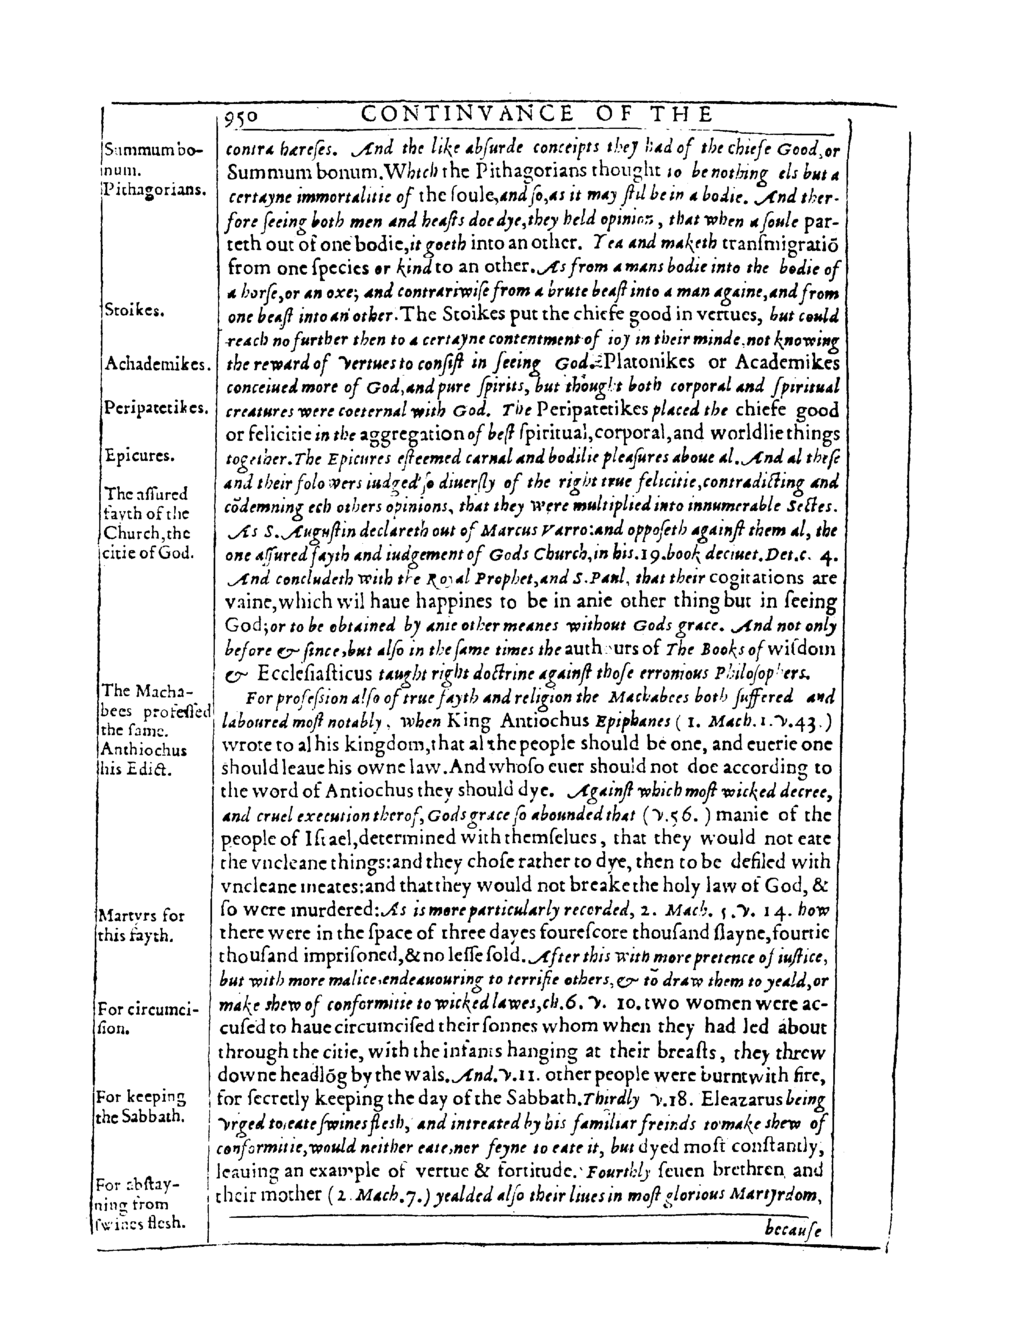 950 CONTINVANCE OF THE
Summum bo-
num.
Pithagorians.
Stoikes.
Achademikes.
Peripatetikes.
Epicures.
The aſſured
fayth of the
Church, the
citie of God.
The Macha-
bees profeſſed
the ſame.
Anthiochus
his Edict.
Martyrs for
this fayth.
For circumci-
ſion.
For keeping
the Sabbath.
For abſtay-
ning from
ſwines flesh.
contra hæreſes. And the like abſurde conceipts they had of the chiefe Good, or
Summum bonum. Which the Pithagorians thought to be nothing els but a
certayne immortalitie of the ſoule, and ſo, as it may ſtil be in a bodie. And ther-
fore ſeeing both men and beaſts doe dye, they held opinion, that when a ſoule par-
teth out of one bodie, it goeth into an other. Yea and maketh tranſmigratiō
from one ſpecies or kind to an other. As from a mans bodie into the bodie of
a horſe, or an oxe; and contrariwiſe from a brute beaſt into a man againe, and from
one beaſt into an other. The Stoikes put the chiefe good in vertues, but could
reach no further then to a certayne contentment of ioy in their minde, not knowing
the reward of vertues to conſiſt in ſeeing God. Platonikes or Academikes
conceiued more of God, and pure ſpirits, but thought both corporal and ſpiritual
creatures were coeternal with God. The Peripatetikes placed the chiefe good
or felicitie in the aggregation of beſt ſpiritual, corporal, and worldlie things
together. The Epicures eſteemed carnal and bodilie pleaſures aboue al. And al theſe
and their folowers iudged ſo diuerſly of the right true felicitie, contradicting and
cōdemning ech others opinions, that they were multiplied into innumerable Sectes.
As S. Auguſtin declareth out of Marcus Varro: and oppoſeth againſt them al, the
one aſſured fayth and iudgement of Gods Church, in his. 19. book de ciuet. Det. c. 4.
And concludeth with the Royal Prophet, and S. Paul, that their cogitations are
vaine, which wil haue happines to be in anie other thing but in ſeeing
God; or to be obtained by anie other meanes without Gods grace. And not only
before & ſince, but alſo in the ſame times the authours of The Books of wiſdom
& Eccleſiaſticus taught right doctrine againſt thoſe erronious Philoſophers.
For profeſsion alſo of true fayth and religion the Machabees both ſuffered and
laboured moſt notably, when King Antiochus Epiphanes ( 1. Mach. 1. v. 43.)
wrote to al his kingdom, that al the people should be one, and euerie one
should leaue his owne law. And whoſo euer should not doe according to
the word of Antiochus they should dye. Againſt which moſt wicked decree,
and cruel execution therof, Gods grace ſo abounded that (v. 56. ) manie of the
people of Iſrael, determined with themſelues, that they would not eate
the vncleane things: and they choſe rather to dye, then to be defiled with
vncleane meates: and that they would not breake the holy law of God, &
ſo were murdered: As is more particularly recorded, 2. Mach. 5. v. 14. how
there were in the ſpace of three dayes foureſcore thouſand ſlayne, fourtie
thouſand impriſoned, & no leſſe ſold. After this with more pretence of iuſtice,
but with more malice, endeauouring to terrifie others, & to draw them to yeald, or
make shew of conformitie to wicked lawes, ch. 6. v. 10. two women were ac-
cuſed to haue circumciſed their ſonnes whom when they had led about
through the citie, with the infants hanging at their breaſts, they threw
downe headlōg by the wals. And. v. 11. other people were burnt with fire,
for ſecretly keeping the day of the Sabbath. Thirdly v. 18. Eleazarus being
vrged to eate ſwines flesh, and intreated by his familiar freinds to make shew of
conformitie, would neither eate, ner feyne to eate it, but dyed moſt conſtantly,
leauing an example of vertue & fortitude. Fourthly ſeuen brethren and
their mother (2. Mach. 7.) yealded alſo their liues in moſt glorious Martyrdom,
becauſe